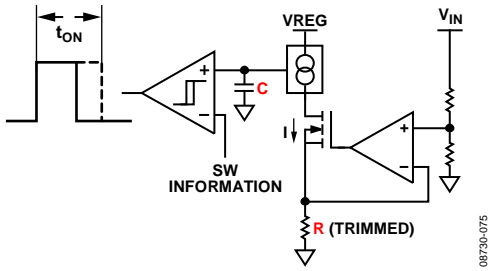 tON
VREG
VIN
+
C
−
I
+
−
SW
INFORMATION
R (TRIMMED)
08730-075